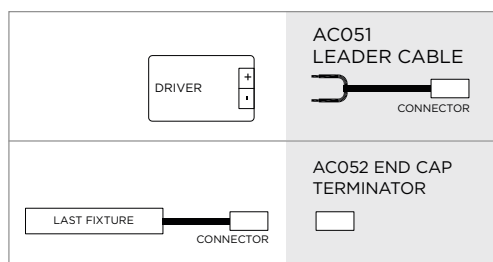 AC051
LEADER CABLE
DRIVER
+
-
CONNECTOR
AC052 END CAP
TERMINATOR
LAST FIXTURE
CONNECTOR